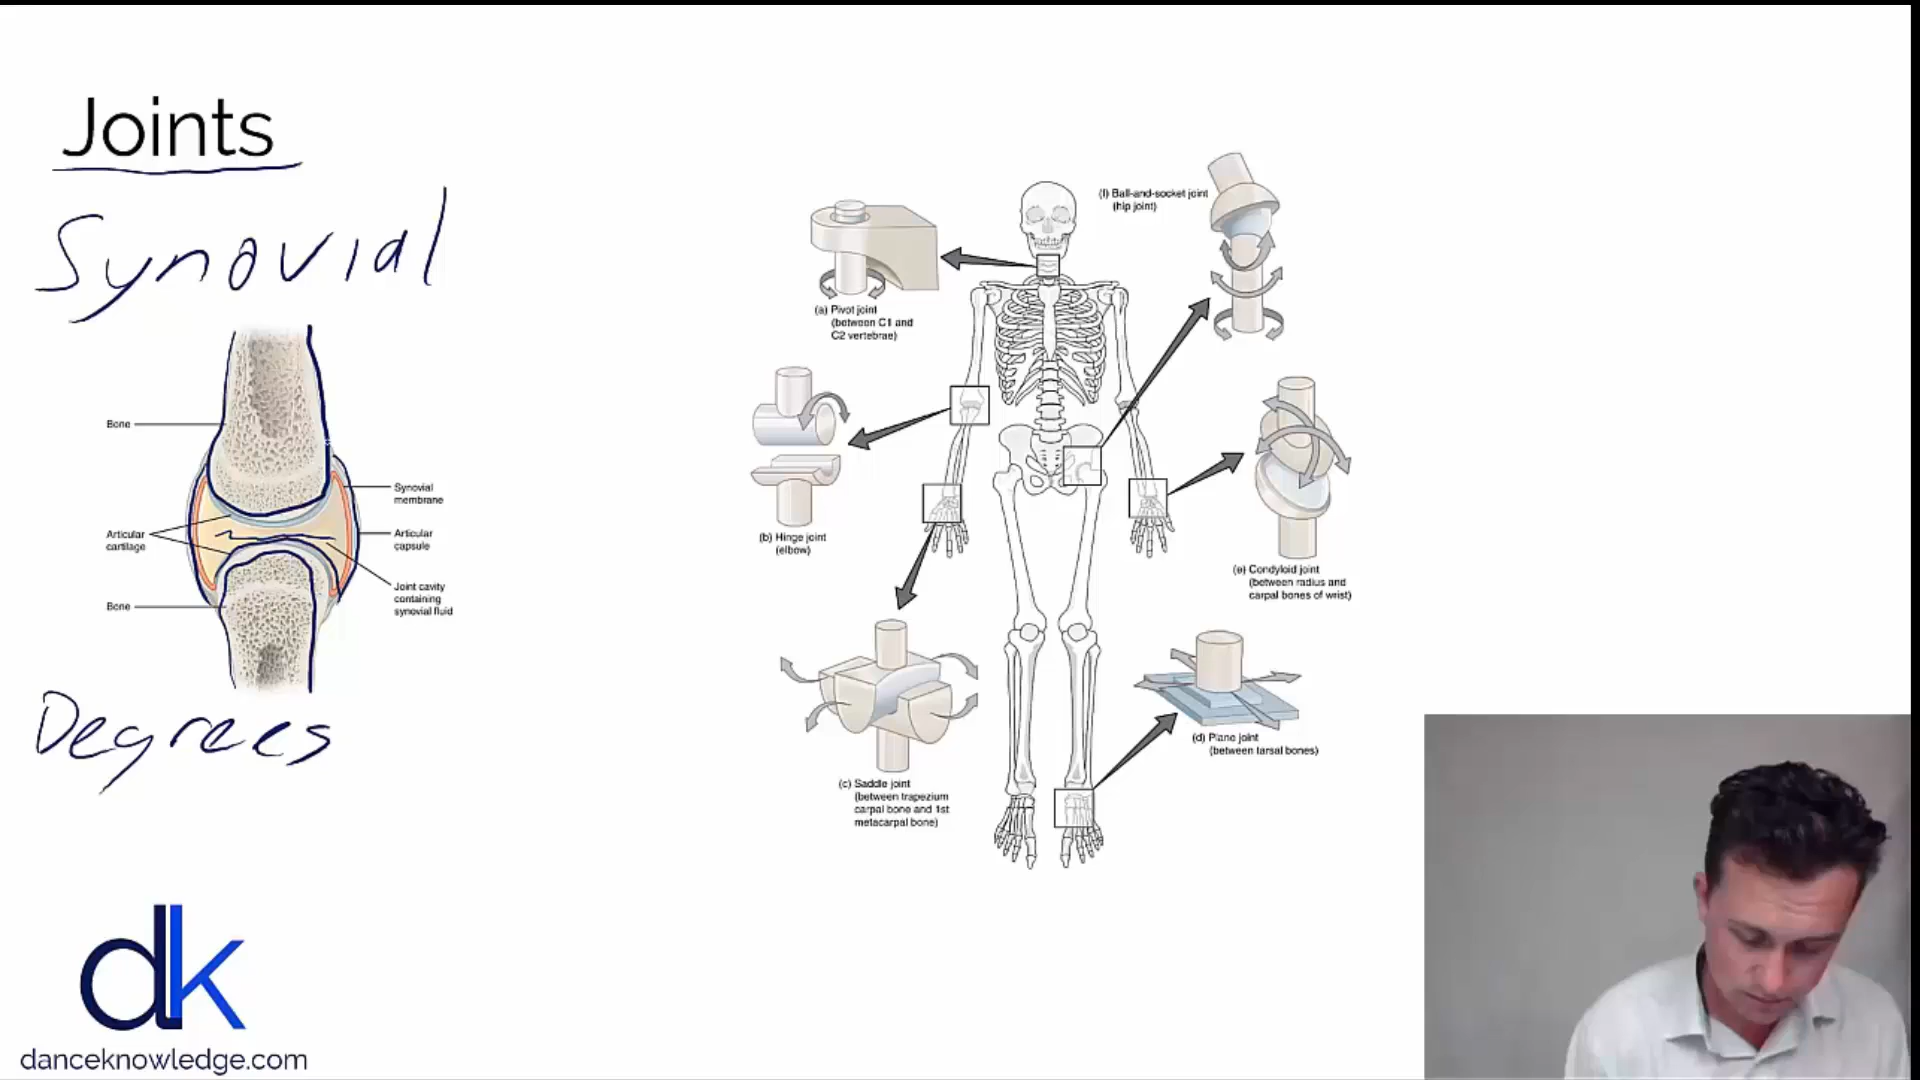 Joints
Synovial
Bone
Synovial
membrane
Articular
cartilage
Articular
capsule
Joint cavity
containing
synovial fluid
Bone
Degrees
(a) Pivot joint
(between C1 and
C2 vertebrae)
(f) Ball-and-socket joint
(hip joint)
(b) Hinge joint
(elbow)
(e) Condyloid joint
(between radius and
carpal bones of wrist)
(c) Saddle joint
(between trapezium
carpal bone and 1st
metacarpal bone)
(d) Plane joint
(between tarsal bones)
dk
danceknowledge.com